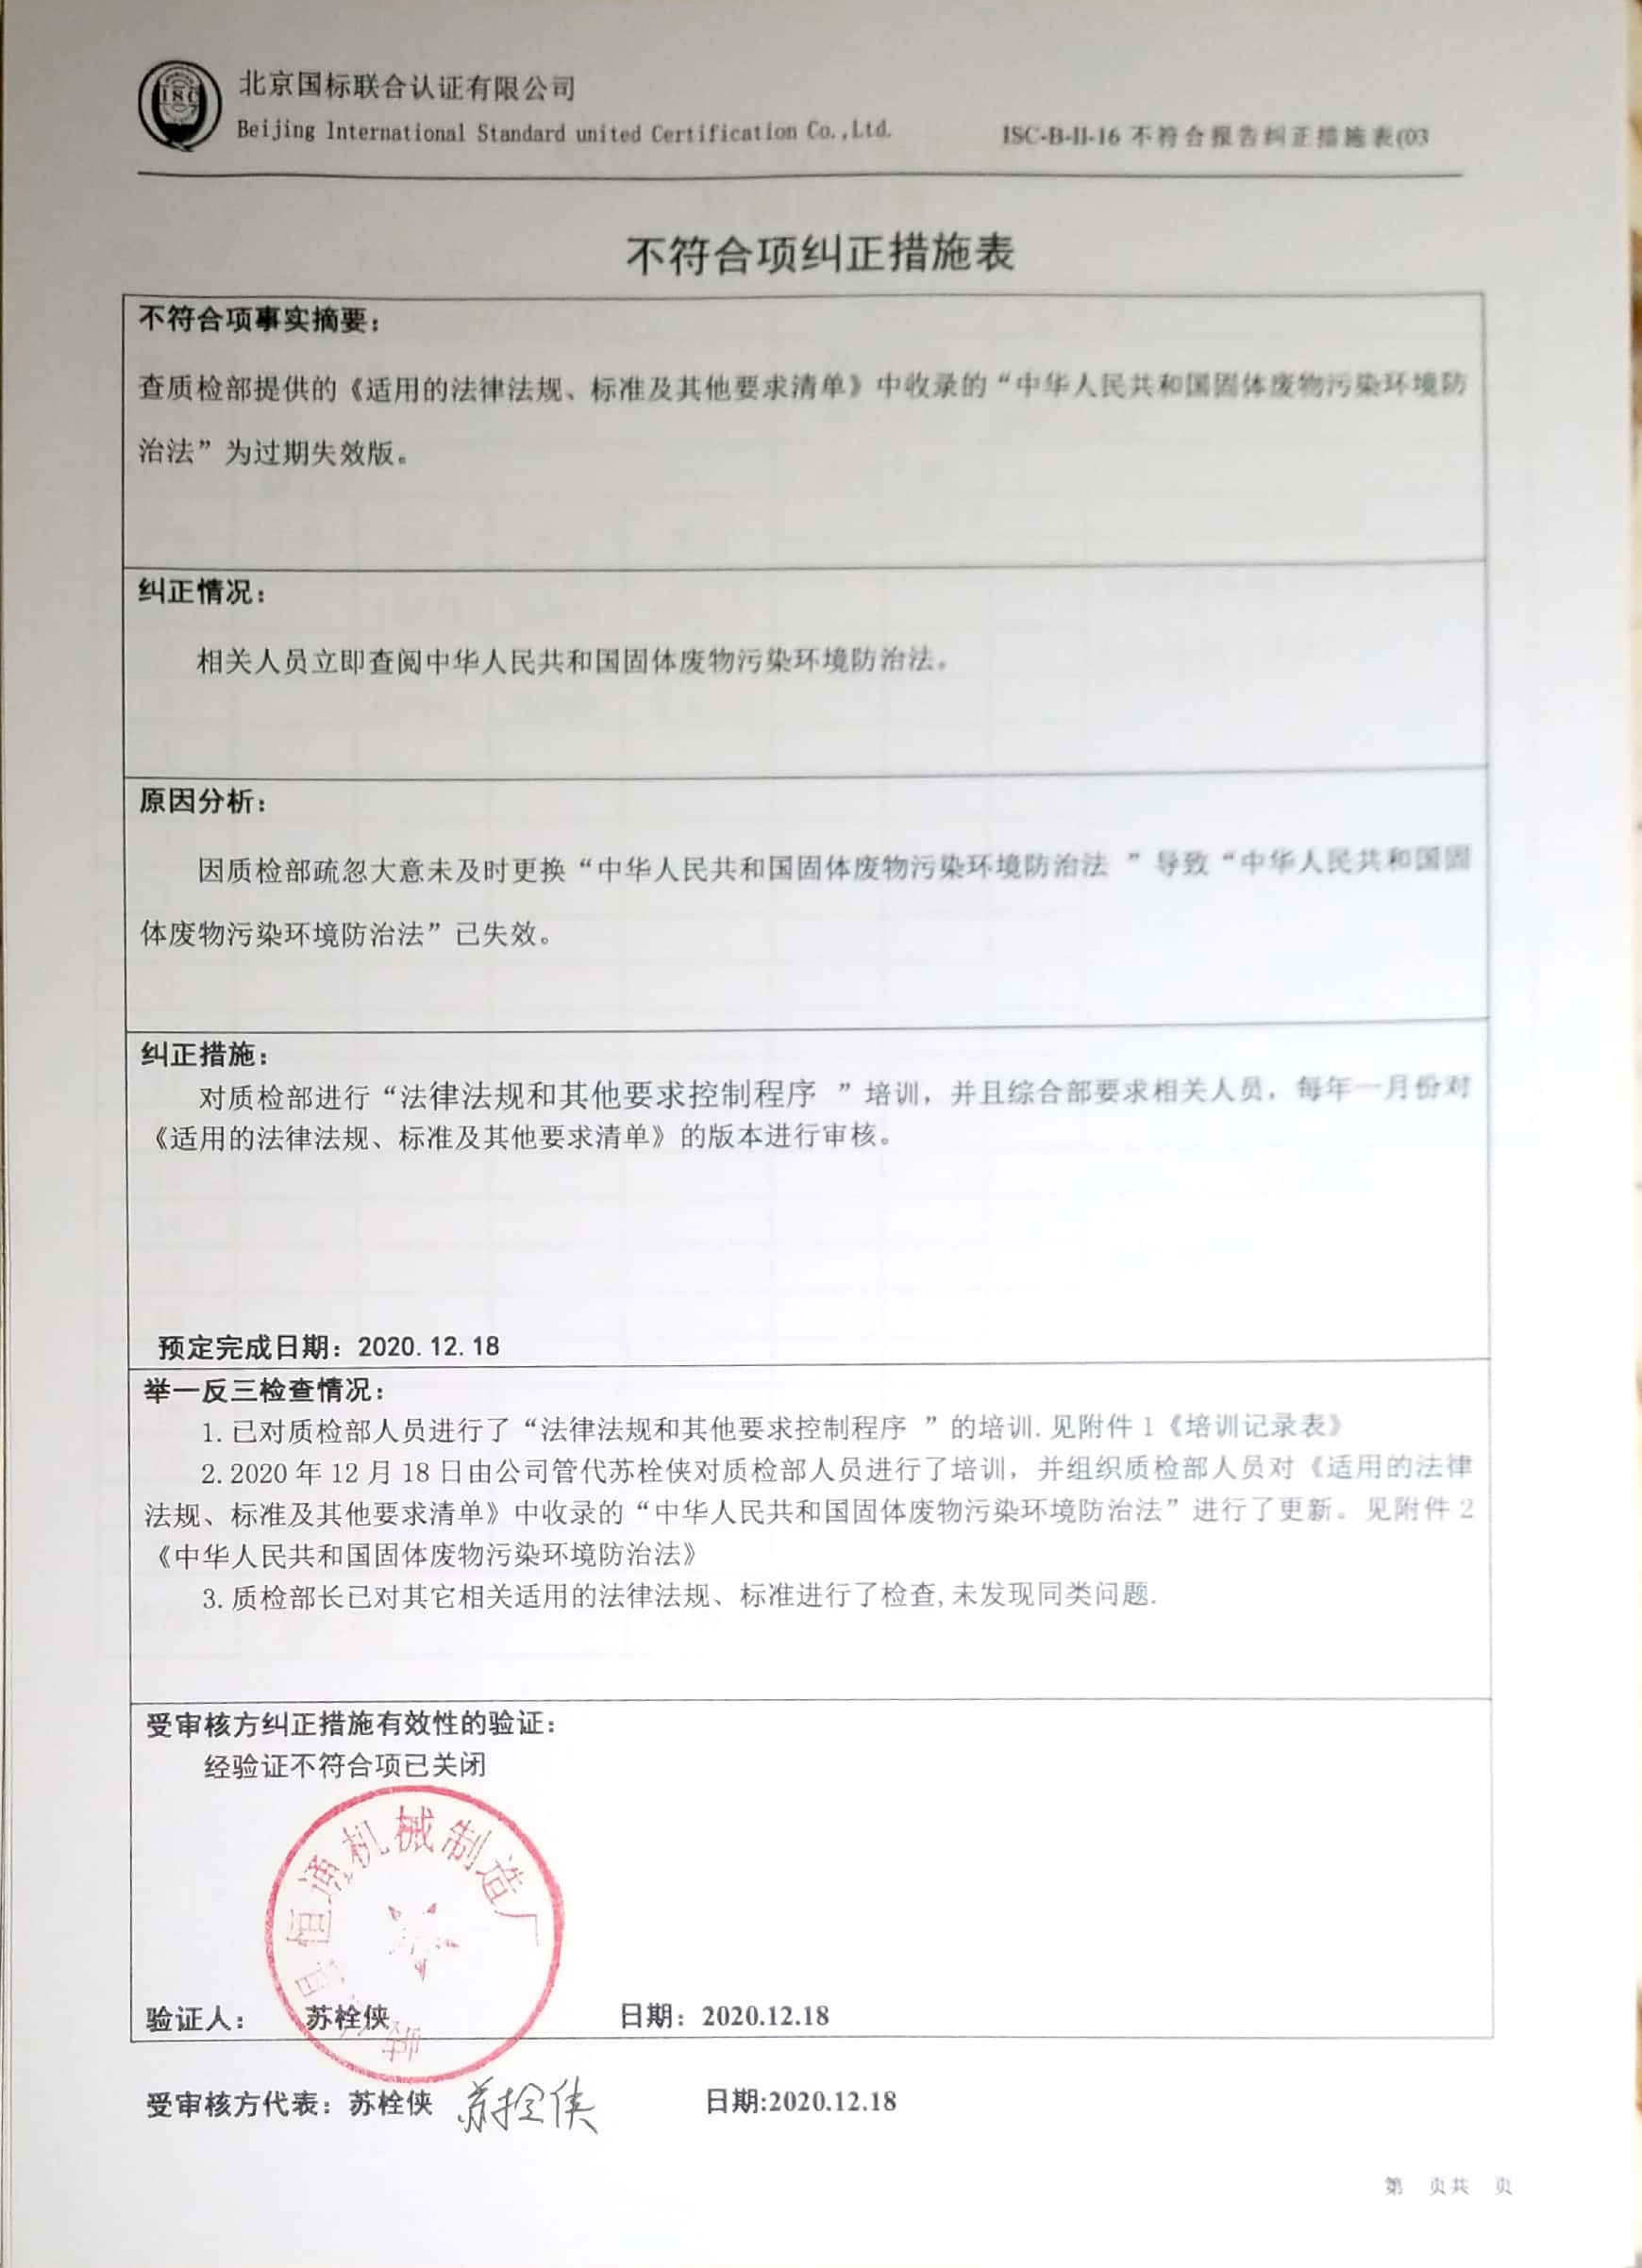 ISC
北京国标联合认证有限公司
Beijing International Standard united Certification Co.,Ltd.
ISC-B-II-16 不符合报告纠正措施表(03
不符合项纠正措施表
不符合项事实摘要：
查质检部提供的《适用的法律法规、标准及其他要求清单》中收录的“中华人民共和国固体废物污染环境防
治法”为过期失效版。
纠正情况：
相关人员立即查阅中华人民共和国固体废物污染环境防治法。
原因分析：
因质检部疏忽大意未及时更换“中华人民共和国固体废物污染环境防治法 ”导致“中华人民共和国固
体废物污染环境防治法”已失效。
纠正措施：
对质检部进行“法律法规和其他要求控制程序 ”培训，并且综合部要求相关人员，每年一月份对
《适用的法律法规、标准及其他要求清单》的版本进行审核。
预定完成日期：2020.12.18
举一反三检查情况：
1.已对质检部人员进行了“法律法规和其他要求控制程序 ”的培训.见附件1《培训记录表》
2.2020年12月18日由公司管代苏栓侠对质检部人员进行了培训，并组织质检部人员对《适用的法律
法规、标准及其他要求清单》中收录的“中华人民共和国固体废物污染环境防治法”进行了更新。见附件2
《中华人民共和国固体废物污染环境防治法》
3.质检部长已对其它相关适用的法律法规、标准进行了检查,未发现同类问题.
受审核方纠正措施有效性的验证：
经验证不符合项已关闭
恒通机械制造厂
验证人： 苏栓侠 日期：2020.12.18
受审核方代表：苏栓侠 苏栓侠 日期:2020.12.18
第 页共 页